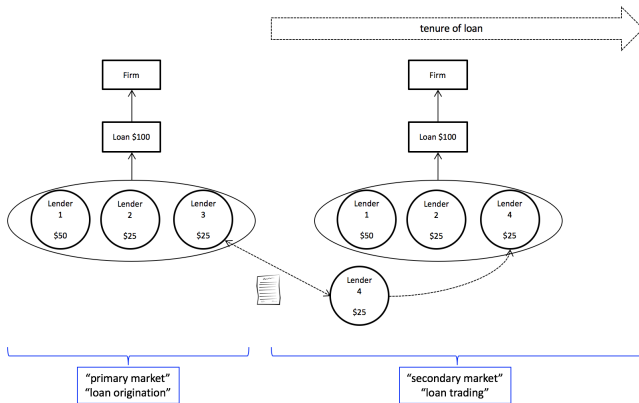 tenure of loan
Firm
Firm
Loan $100
Loan $100
Lender
1
$50
Lender
2
$25
Lender
3
$25
Lender
1
$50
Lender
2
$25
Lender
4
$25
Lender
4
$25
"primary market"
"loan origination"
"secondary market"
"loan trading"